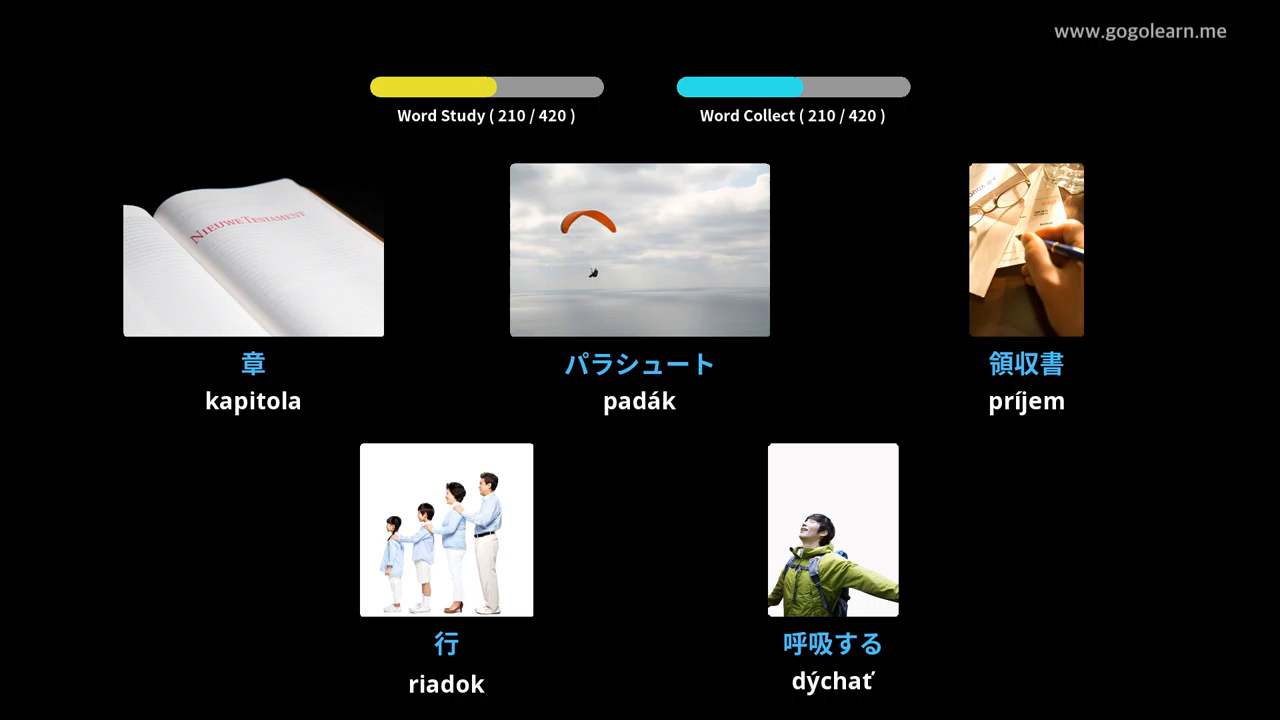 www.gogolearn.me
Word Study ( 210 / 420 )
Word Collect ( 210 / 420 )
NIEUWE TESTAMENT
章
kapitola
パラシュート
padák
領収書
príjem
行
riadok
呼吸する
dýchať